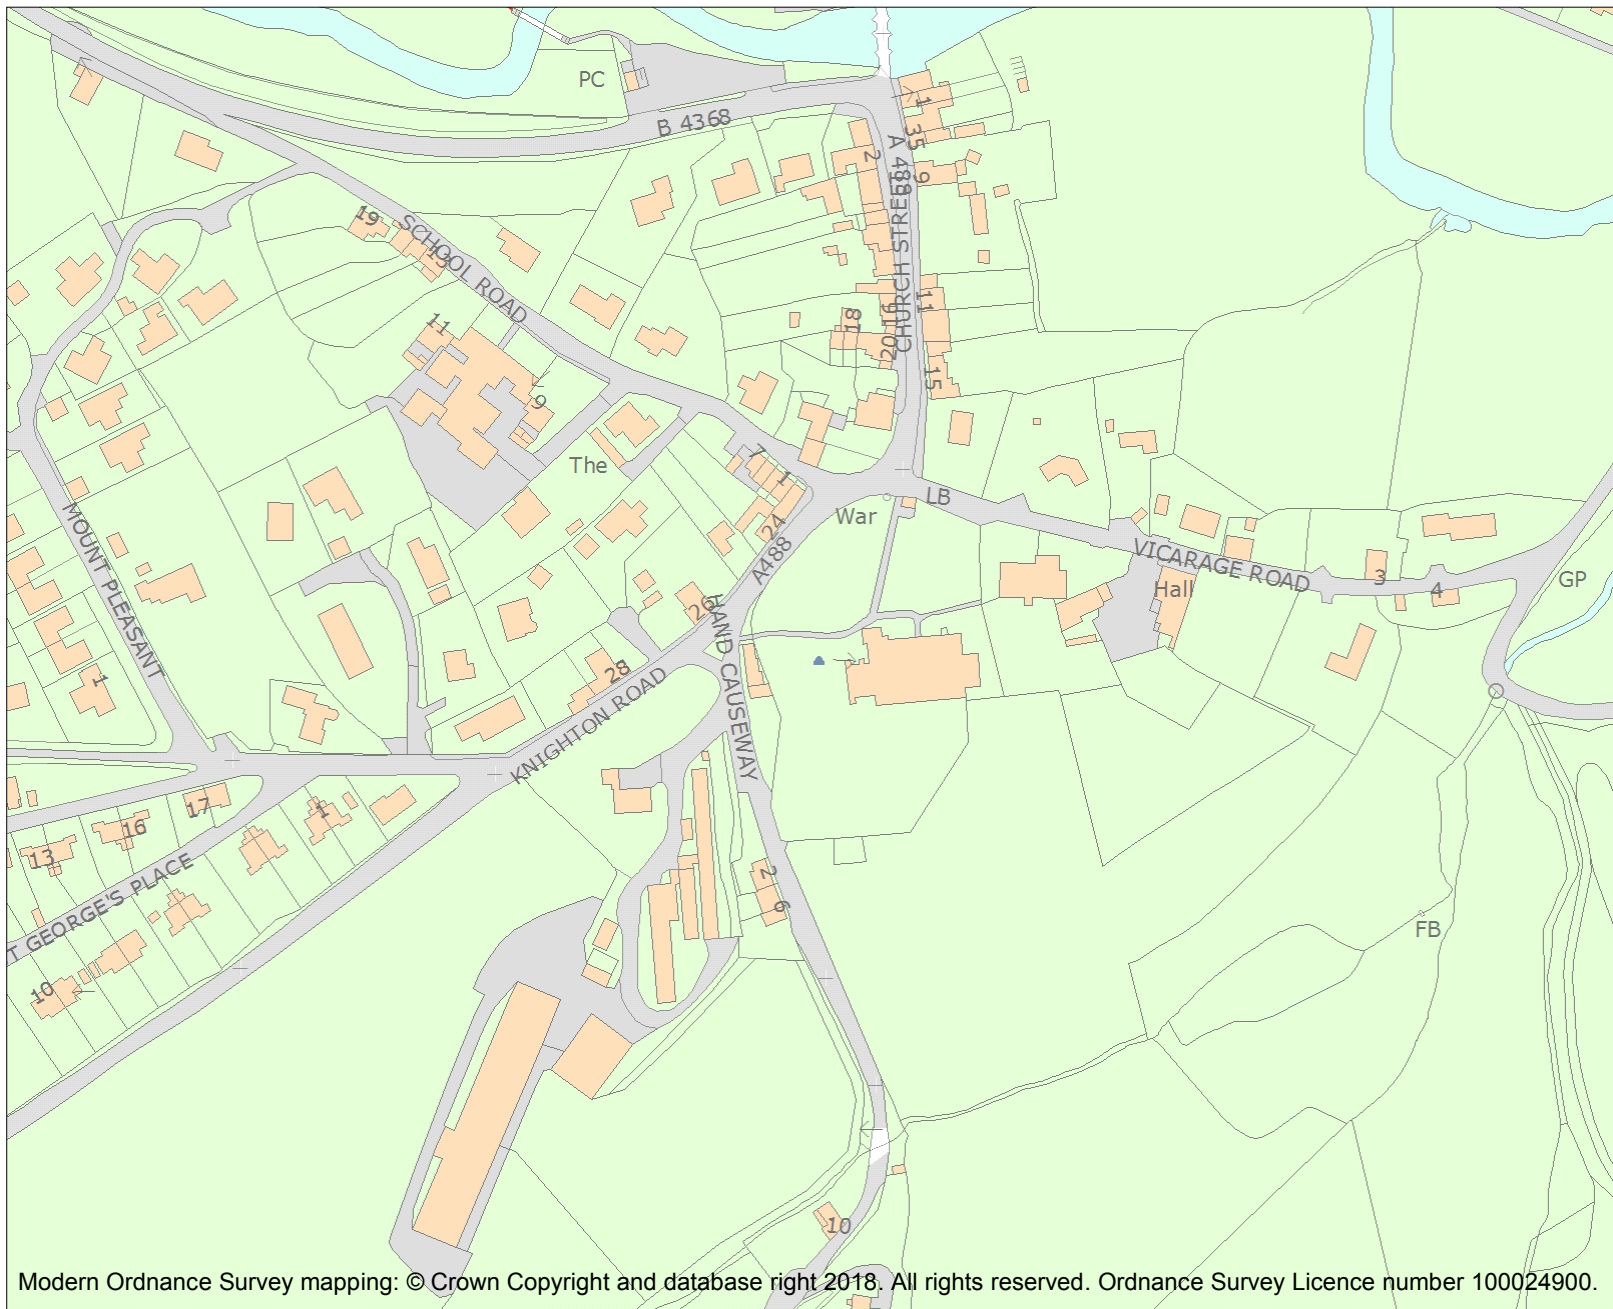 PC
B 4368
1
35
A 488
2
9
19
SCHOOL ROAD
13
CHURCH STREET
11
16
18
11
20
15
9
The
7
1
LB
War
24
A488
VICARAGE ROAD
MOUNT PLEASANT
Hall
3
4
GP
26
HAND CAUSEWAY
28
1
KNIGHTON ROAD
17
1
16
13
2
6
T GEORGE'S PLACE
FB
10
10
Modern Ordnance Survey mapping: © Crown Copyright and database right 2018. All rights reserved. Ordnance Survey Licence number 100024900.